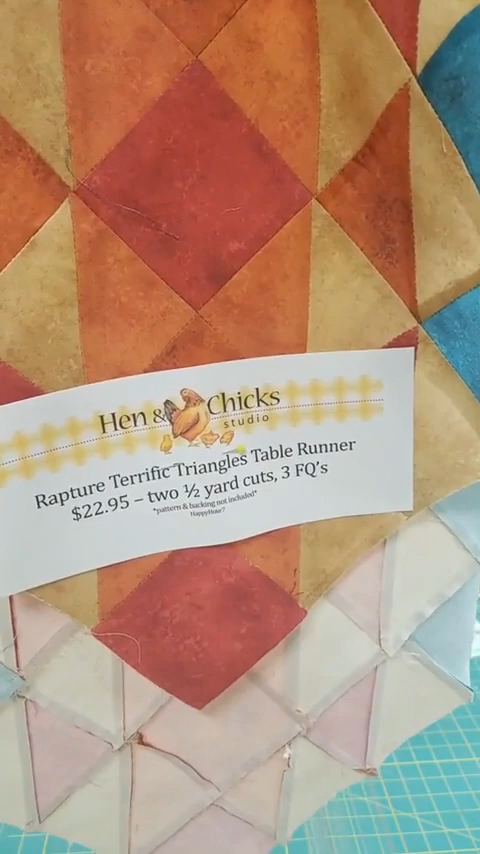 Hen & Chicks
studio
Rapture Terrific Triangles Table Runner
$22.95 – two ½ yard cuts, 3 FQ's
*pattern & backing not included*
HappyHour7